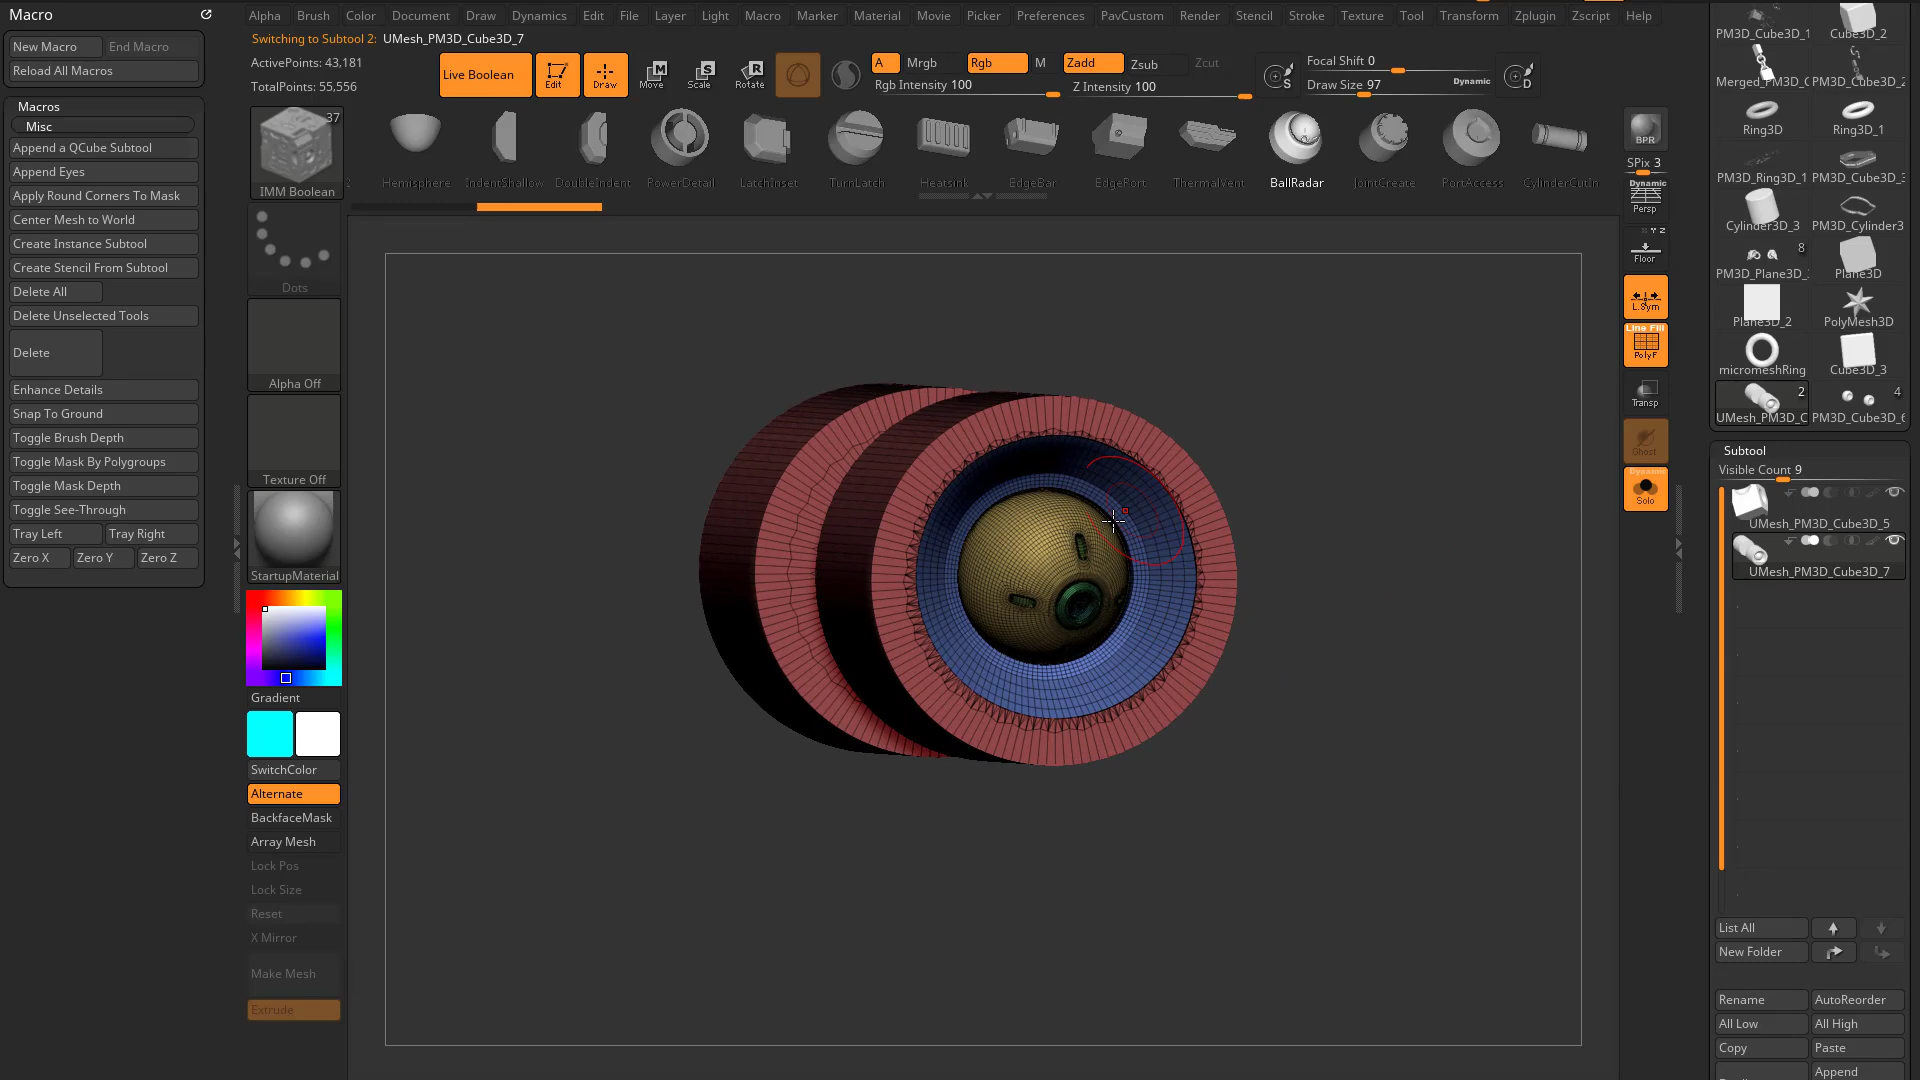 Macro
New Macro
End Macro
Reload All Macros
Macros
Misc
Append a QCube Subtool
Append Eyes
Apply Round Corners To Mask
Center Mesh to World
Create Instance Subtool
Create Stencil From Subtool
Delete All
Delete Unselected Tools
Delete
Enhance Details
Snap To Ground
Toggle Brush Depth
Toggle Mask By Polygroups
Toggle Mask Depth
Toggle See-Through
Tray Left
Tray Right
Zero X
Zero Y
Zero Z
Alpha Brush Color Document Draw Dynamics Edit File Layer Light Macro Marker Material Movie Picker Preferences PavCustom Render Stencil Stroke Texture Tool Transform Zplugin Zscript Help
Switching to Subtool 2: UMesh_PM3D_Cube3D_7
ActivePoints: 43,181
TotalPoints: 55,556
Live Boolean
Edit
Draw
Move
Scale
Rotate
A
Mrgb
Rgb
M
Zadd
Zsub
Zcut
Rgb Intensity 100
Z Intensity 100
Focal Shift 0
Draw Size 97
Dynamic
S
D
37
IMM Boolean
Hemisphere
IndentShallow
DoubleIndent
PowerDetail
LatchInset
TurnLatch
Heatsink
EdgeBar
EdgePort
ThermalVent
BallRadar
JointCreate
PortAccess
CylinderCutIn
Dots
Alpha Off
Texture Off
StartupMaterial
Gradient
SwitchColor
Alternate
BackfaceMask
Array Mesh
Lock Pos
Lock Size
Reset
X Mirror
Make Mesh
Extrude
BPR
SPix 3
Dynamic
Persp
Floor
L.Sym
Line Fill
PolyF
Transp
Ghost
Dynamic
Solo
PM3D_Cube3D_1
Cube3D_2
Merged_PM3D_C
PM3D_Cube3D_2
Ring3D
Ring3D_1
PM3D_Ring3D_1
PM3D_Cube3D_3
Cylinder3D_3
PM3D_Cylinder3
8
PM3D_Plane3D_
Plane3D
Plane3D_2
PolyMesh3D
micromeshRing
Cube3D_3
2
4
UMesh_PM3D_C
PM3D_Cube3D_6
Subtool
Visible Count 9
UMesh_PM3D_Cube3D_5
UMesh_PM3D_Cube3D_7
List All
New Folder
Rename
AutoReorder
All Low
All High
Copy
Paste
Append